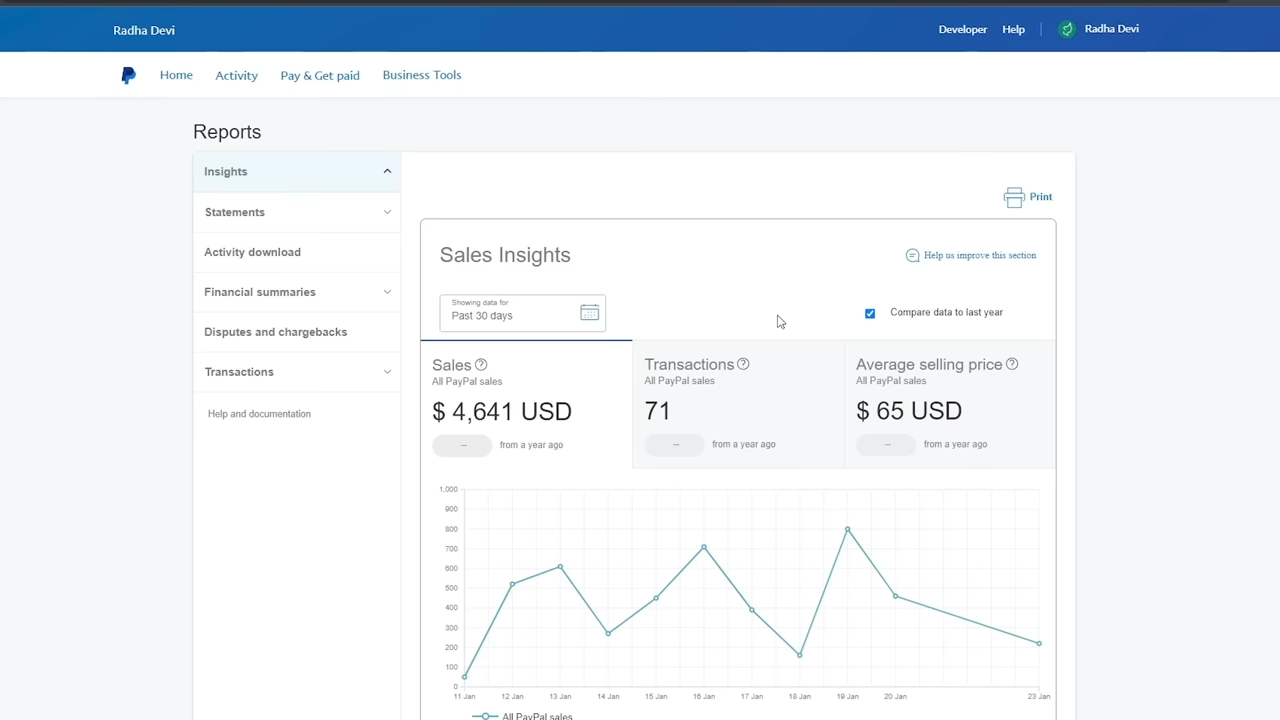 Radha Devi
Developer
Help
Radha Devi
Home
Activity
Pay & Get paid
Business Tools
Reports
Insights
Statements
Activity download
Financial summaries
Disputes and chargebacks
Transactions
Help and documentation
Print
Sales Insights
Help us improve this section
Showing data for
Past 30 days
Compare data to last year
Sales
All PayPal sales
$ 4,641 USD
-- from a year ago
Transactions
All PayPal sales
71
-- from a year ago
Average selling price
All PayPal sales
$ 65 USD
-- from a year ago
1,000
900
800
700
600
500
400
300
200
100
0
11 Jan 12 Jan 13 Jan 14 Jan 15 Jan 16 Jan 17 Jan 18 Jan 19 Jan 20 Jan 23 Jan
All PayPal sales